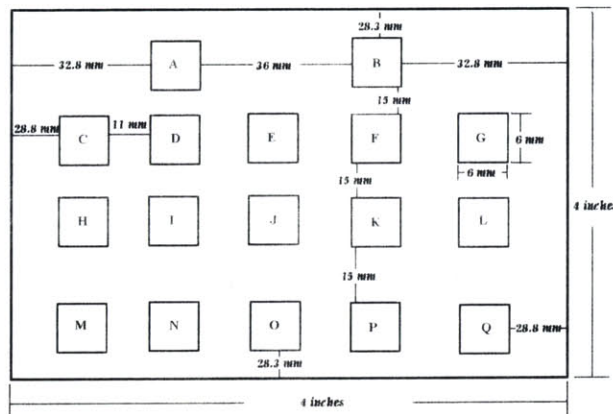 28.3 mm
32.8 mm A 36 mm B 32.8 mm
15 mm
28.8 mm C 11 mm D E F G 6 mm
15 mm 6 mm
H I J K L 4 inches
15 mm
M N O P Q 28.8 mm
28.3 mm
4 inches